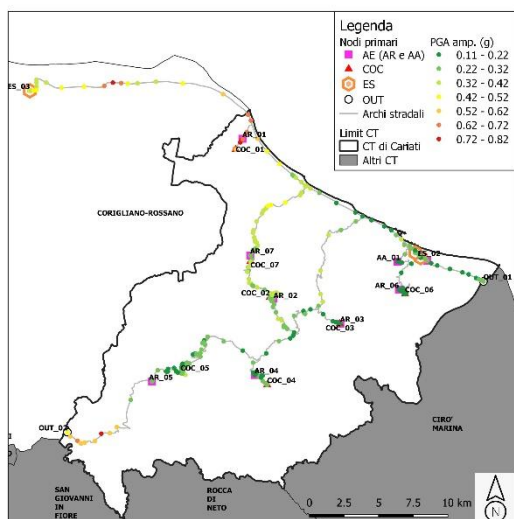 Legenda
Nodi primari
AE (AR e AA)
COC
ES
OUT
Archi stradali
Limit CT
CT di Cariati
Altri CT
PGA amp. (g)
0.11 - 0.22
0.22 - 0.32
0.32 - 0.42
0.42 - 0.52
0.52 - 0.62
0.62 - 0.72
0.72 - 0.82
ES_03
AR_01
COC_01
CORIGLIANO-ROSSANO
AR_07
COC_07
AA_01
ES_02
OUT_01
COC_02
AR_02
AR_06
COC_06
AR_03
COC_03
AR_05
COC_05
AR_04
COC_04
CIRO'
MARINA
SAN
GIOVANNI
IN
FIORE
ROCCA
DI
NETO
0
2.5
5
7.5
10 km
N